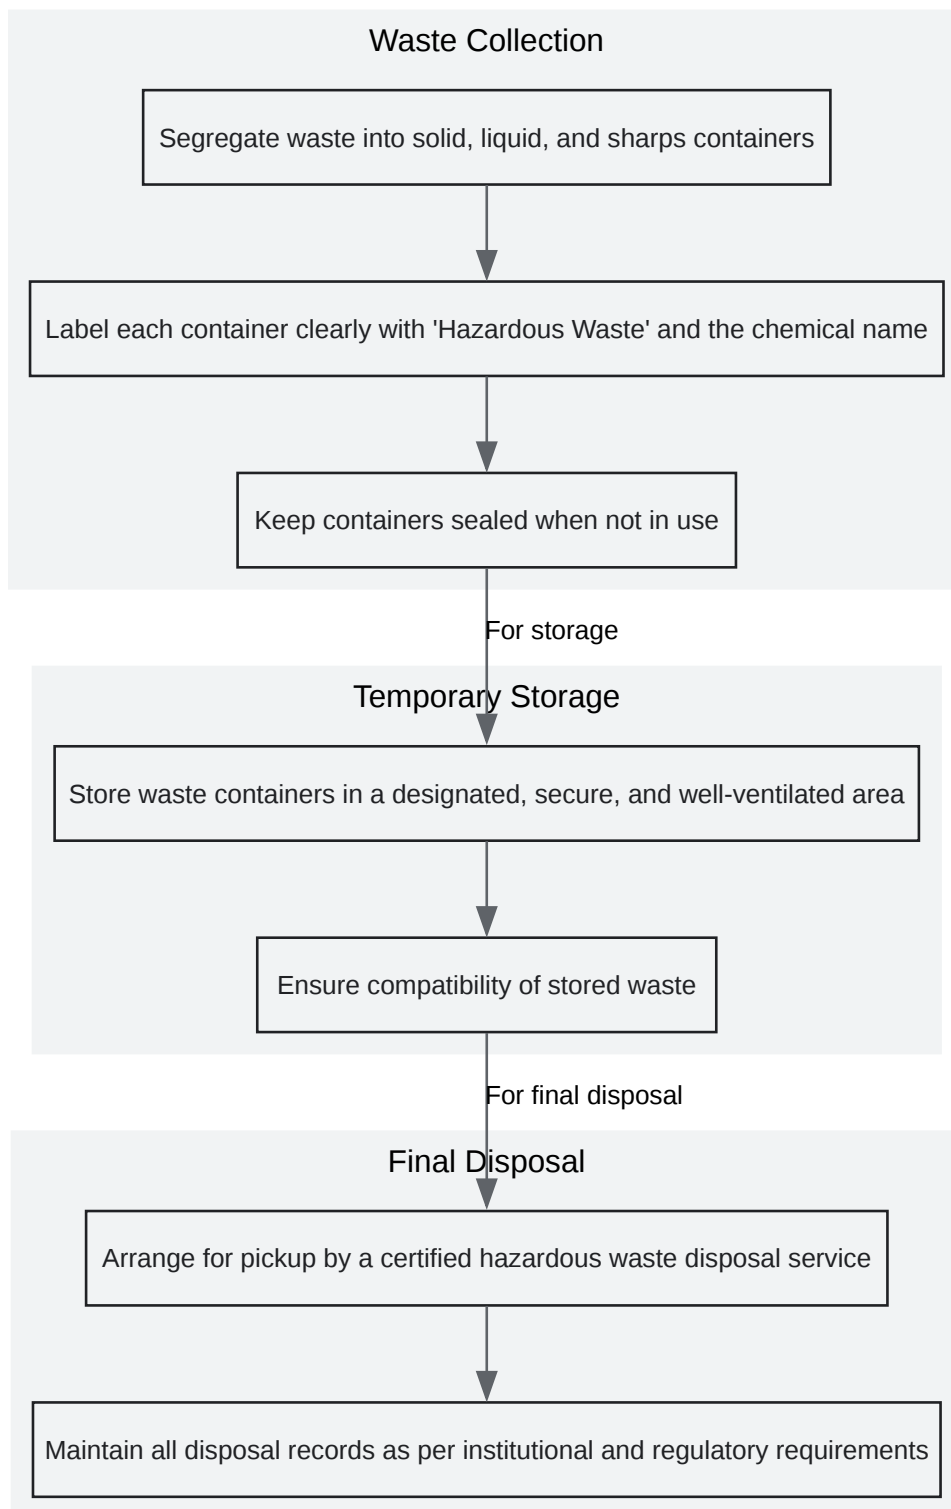 Waste Collection
Segregate waste into solid, liquid, and sharps containers
Label each container clearly with 'Hazardous Waste' and the chemical name
Keep containers sealed when not in use
For storage
Temporary Storage
Store waste containers in a designated, secure, and well-ventilated area
Ensure compatibility of stored waste
For final disposal
Final Disposal
Arrange for pickup by a certified hazardous waste disposal service
Maintain all disposal records as per institutional and regulatory requirements